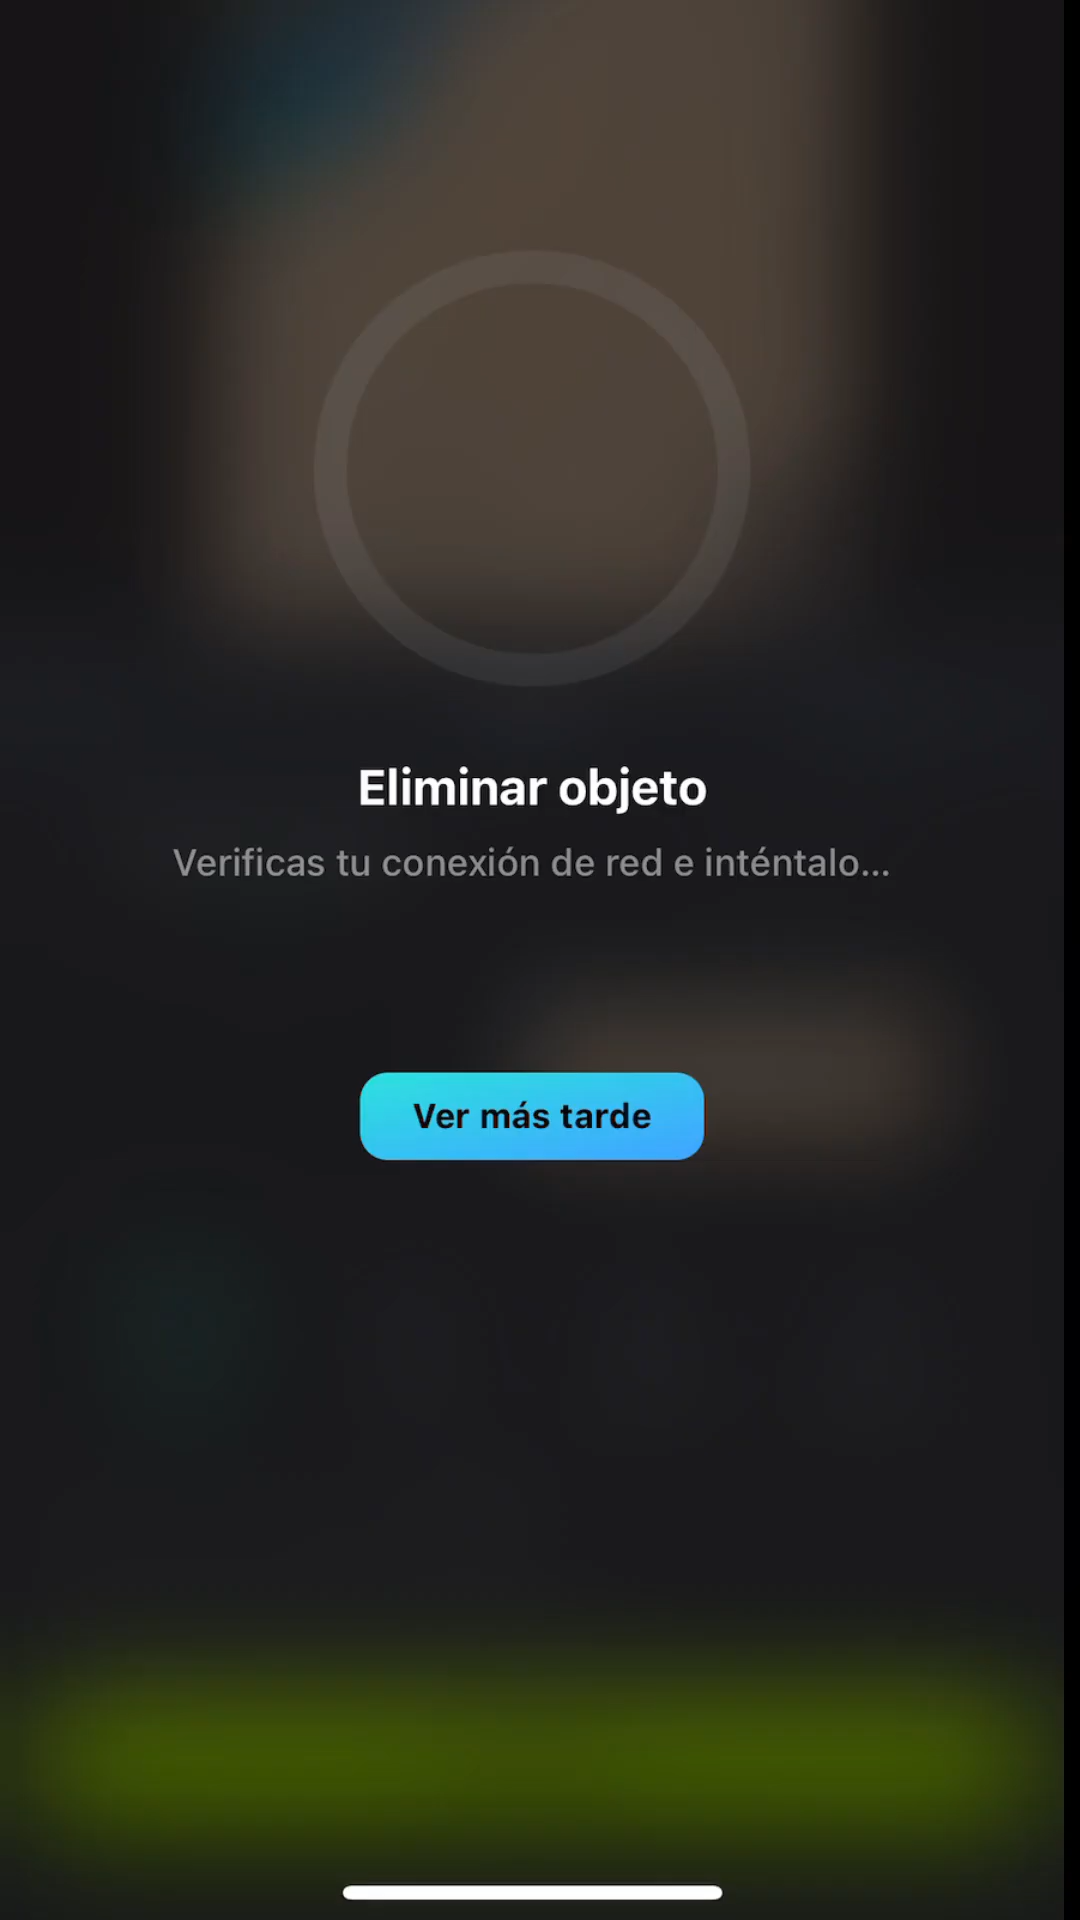 Eliminar objeto
Verificas tu conexión de red e inténtalo...
Ver más tarde